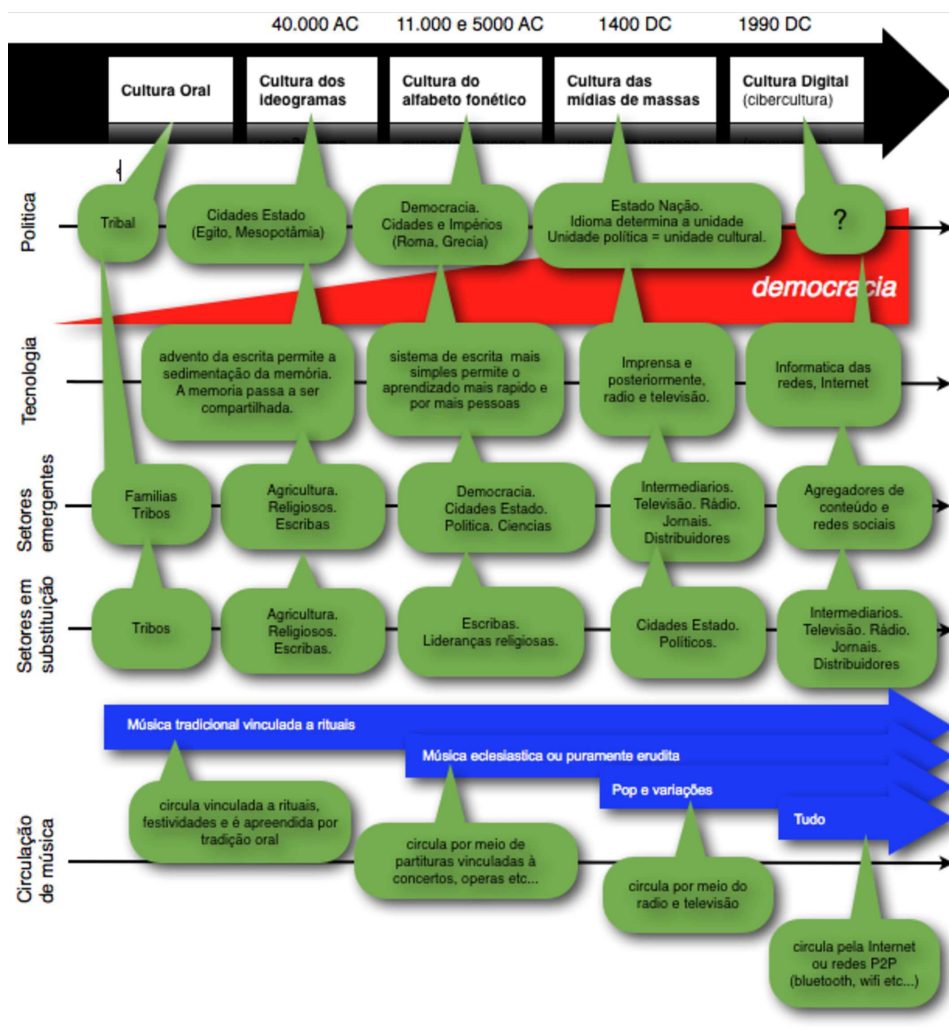 40.000 AC
11.000 e 5000 AC
1400 DC
1990 DC
Cultura Oral
Cultura dos
ideogramas
Cultura do
alfabeto fonético
Cultura das
mídias de massas
Cultura Digital
(cibercultura)
Politica
Tribal
Cidades Estado
(Egito, Mesopotâmia)
Democracia.
Cidades e Impérios
(Roma, Grecia)
Estado Nação.
Idioma determina a unidade
Unidade política = unidade cultural.
?
democracia
Tecnologia
advento da escrita permite a
sedimentação da memória.
A memoria passa a ser
compartilhada.
sistema de escrita mais
simples permite o
aprendizado mais rapido e
por mais pessoas
Imprensa e
posteriormente,
radio e televisão.
Informatica das
redes, Internet
Setores
emergentes
Familias
Tribos
Agricultura.
Religiosos.
Escribas
Democracia.
Cidades Estado.
Politica. Ciencias
Intermediarios.
Televisão. Rádio.
Jornais.
Distribuidores
Agregadores de
conteúdo e
redes sociais
Setores em
substituição
Tribos
Agricultura.
Religiosos.
Escribas.
Escribas.
Lideranças religiosas.
Cidades Estado.
Políticos.
Intermediarios.
Televisão. Rádio.
Jornais.
Distribuidores
Música tradicional vinculada a rituais
Música eclesiastica ou puramente erudita
Pop e variações
Tudo
Circulação
de música
circula vinculada a rituais,
festividades e é apreendida por
tradição oral
circula por meio de
partituras vinculadas à
concertos, operas etc...
circula por meio do
radio e televisão
circula pela Internet
ou redes P2P
(bluetooth, wifi etc...)